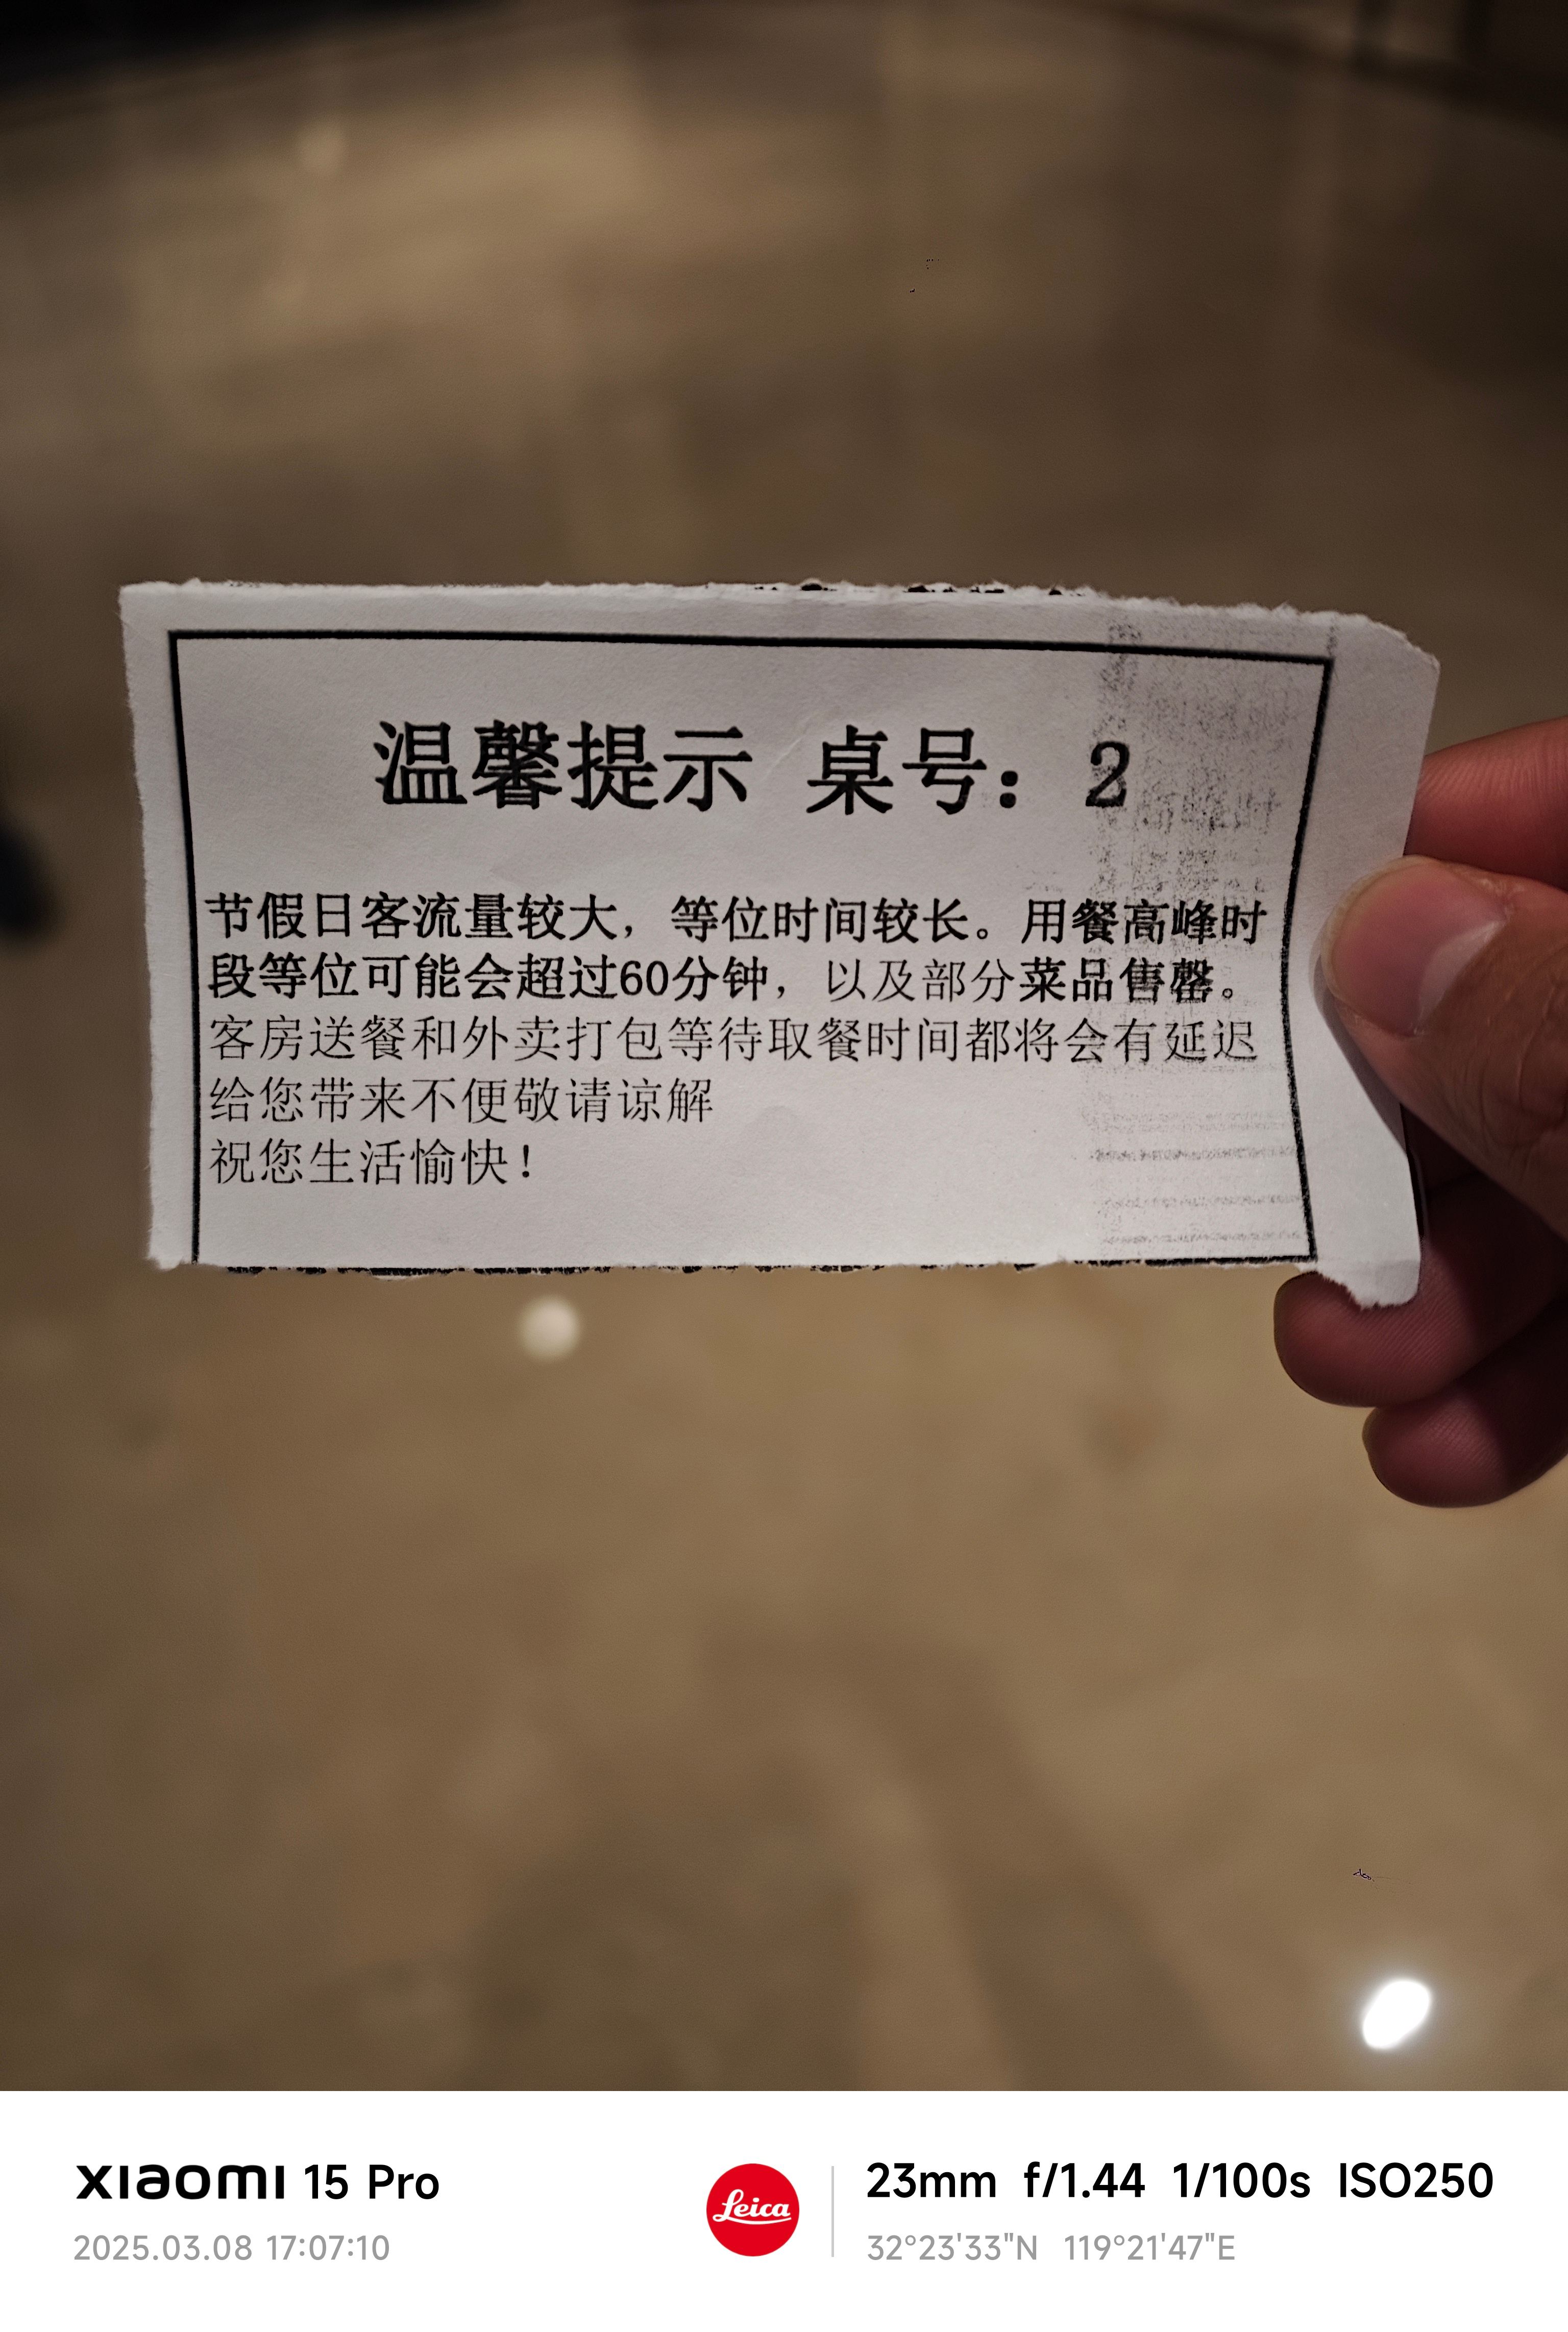 温馨提示 桌号：2
节假日客流量较大，等位时间较长。用餐高峰时
段等位可能会超过60分钟，以及部分菜品售罄。
客房送餐和外卖打包等待取餐时间都将会有延迟
给您带来不便敬请谅解
祝您生活愉快！
xiaomi 15 Pro
2025.03.08 17:07:10
Leica
23mm f/1.44 1/100s ISO250
32°23'33"N 119°21'47"E